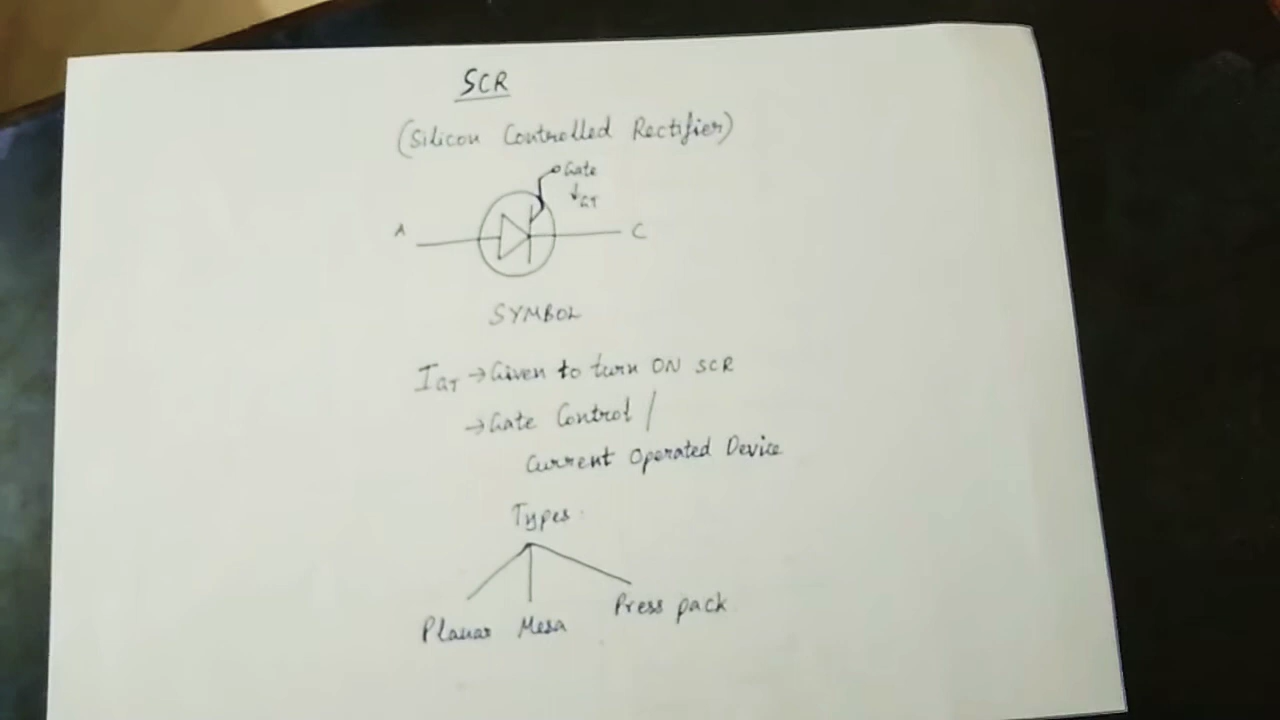 SCR
(Silicon Controlled Rectifier)
Gate
↓GT
A
C
SYMBOL
IGT → Given to turn ON SCR
→ Gate Control /
Current Operated Device
Types
Planar Mesa Press pack